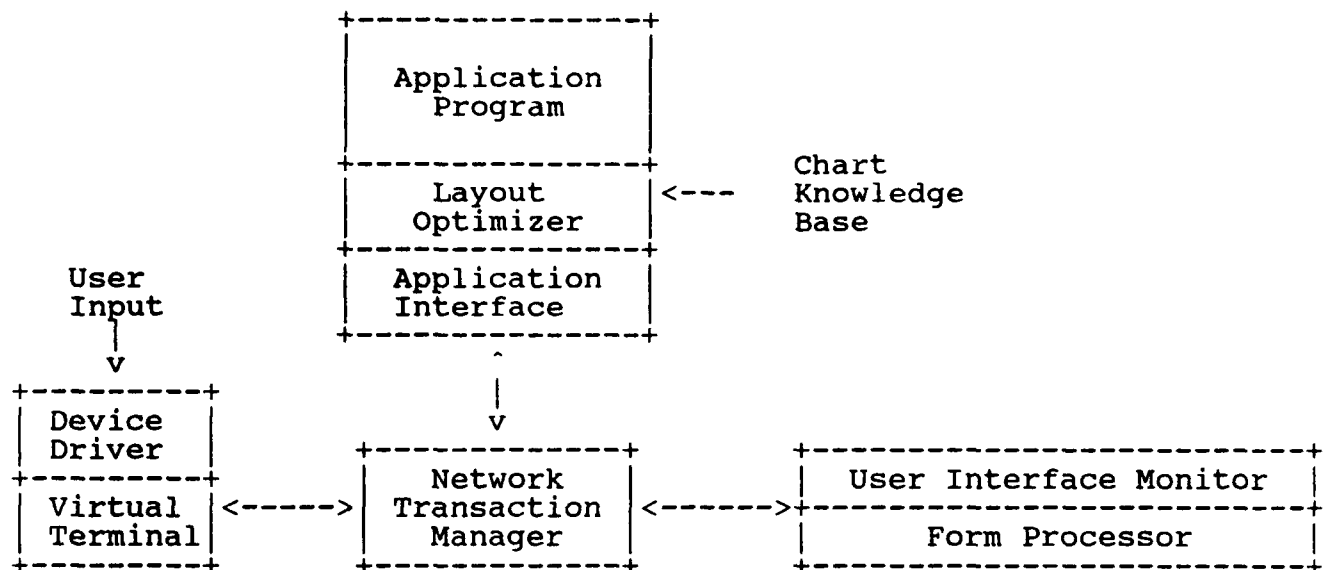 Application
Program
Layout
Optimizer
Chart
Knowledge
Base
Application
Interface
User
Input
Device
Driver
Virtual
Terminal
Network
Transaction
Manager
User Interface Monitor
Form Processor